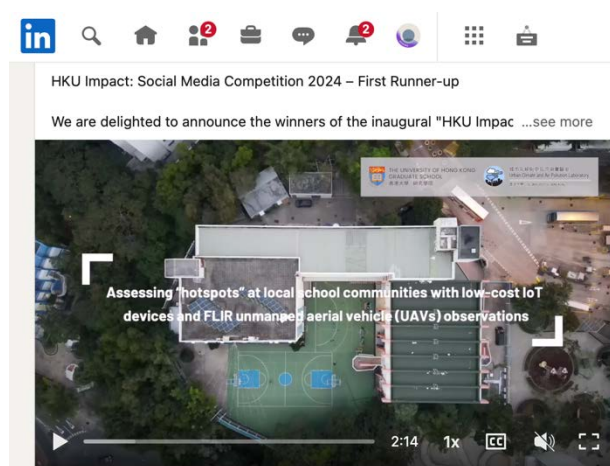 in
2
2
HKU Impact: Social Media Competition 2024 – First Runner-up
We are delighted to announce the winners of the inaugural "HKU Impac ...see more
THE UNIVERSITY OF HONG KONG
GRADUATE SCHOOL
Assessing "hotspots" at local school communities with low-cost IoT
devices and FLIR unmanned aerial vehicle (UAVs) observations
2:14 1x CC